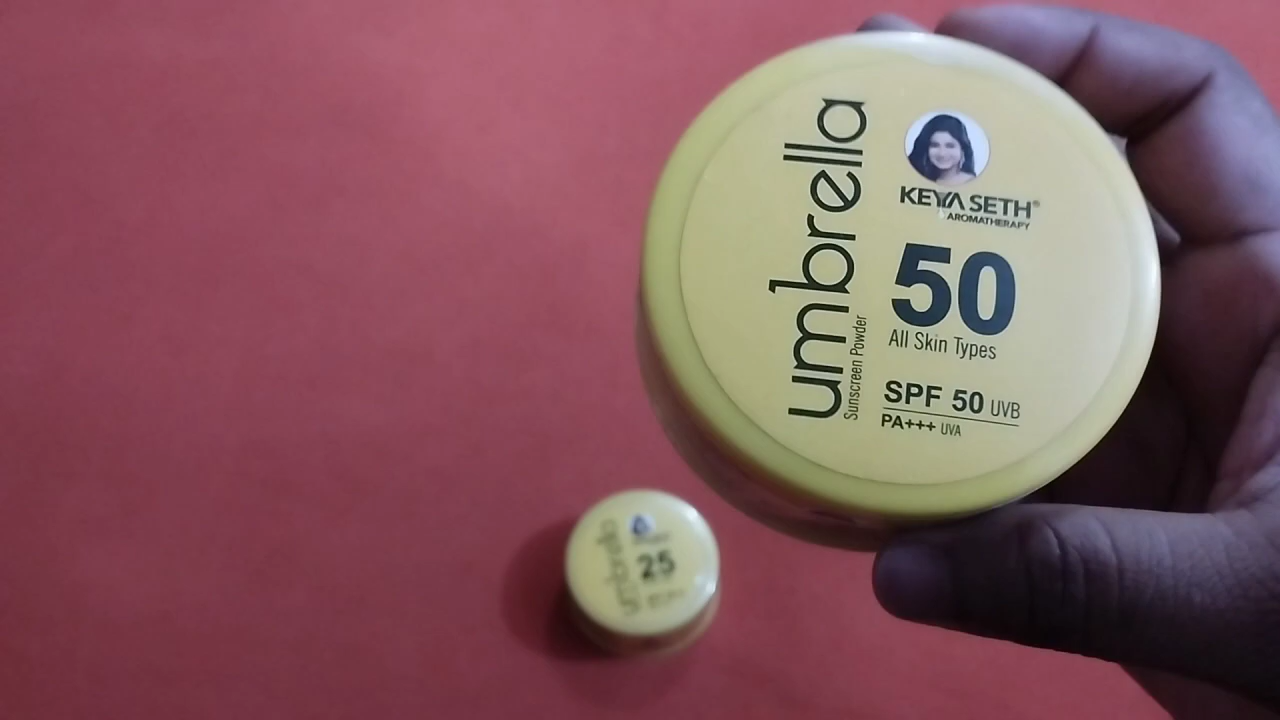 umbrella
Sunscreen Powder
KEYA SETH®
AROMATHERAPY
50
All Skin Types
SPF 50 UVB
PA+++ UVA
umbrella
25